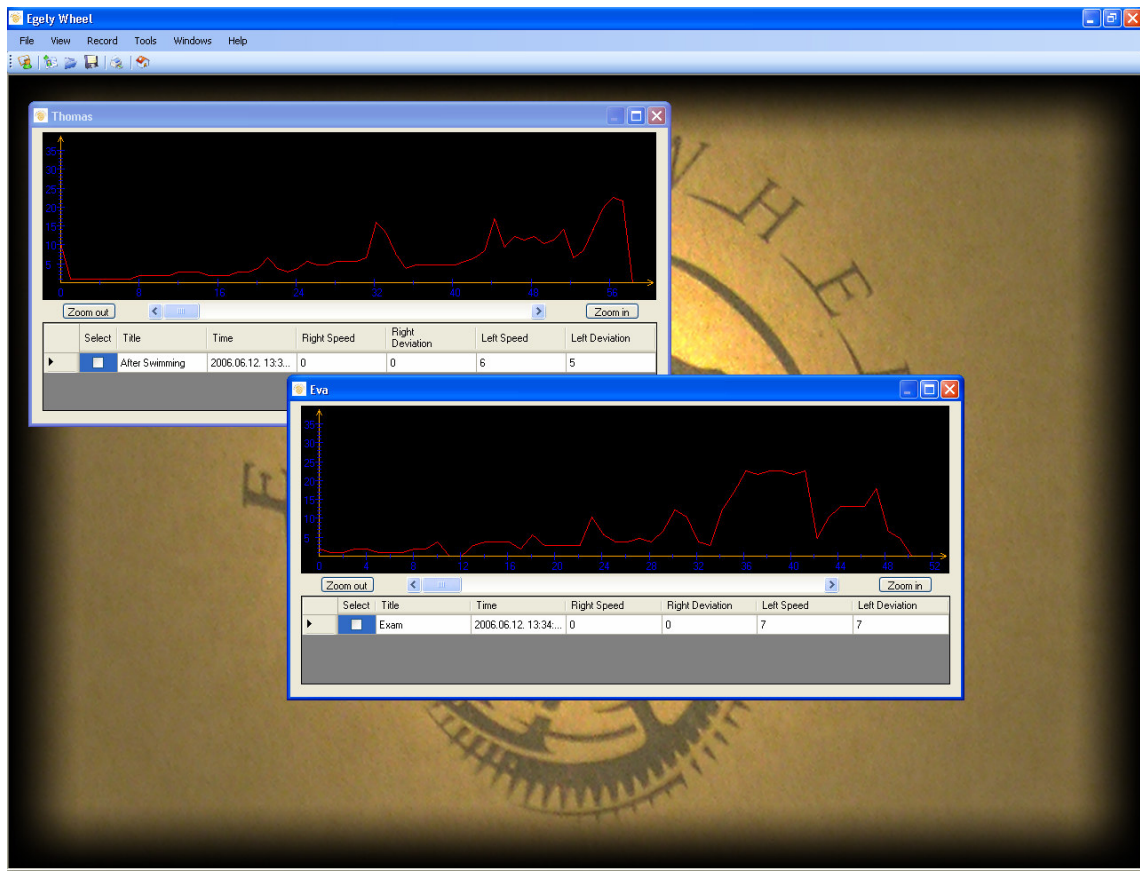 Egely Wheel
File View Record Tools Windows Help
Thomas
35
30
25
20
15
10
5
0 8 16 24 32 40 48 56
Zoom out Zoom in
Select Title Time Right Speed Right Deviation Left Speed Left Deviation
After Swimming 2006.06.12. 13:3... 0 0 6 5
Eva
35
30
25
20
15
10
5
0 4 8 12 16 20 24 28 32 36 40 44 48 52
Zoom out Zoom in
Select Title Time Right Speed Right Deviation Left Speed Left Deviation
Exam 2006.06.12. 13:34:... 0 0 7 7
W H E E
E